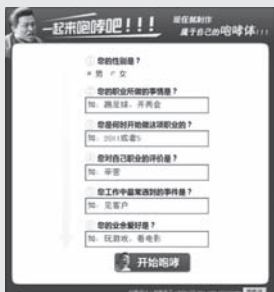 一起来咆哮吧!!!
现在就制作
属于自己的咆哮体!!!
① 您的性别是?
男 女
② 您的职业所做的事情是?
如:踢足球、开两会
③ 您是何时开始做这项职业的?
④ 您对自己职业的评价是?
如:辛苦
⑤ 您工作中最常遇到的事件是?
如:见客户
⑥ 您的业余爱好是?
如:玩游戏、看电影
开始咆哮